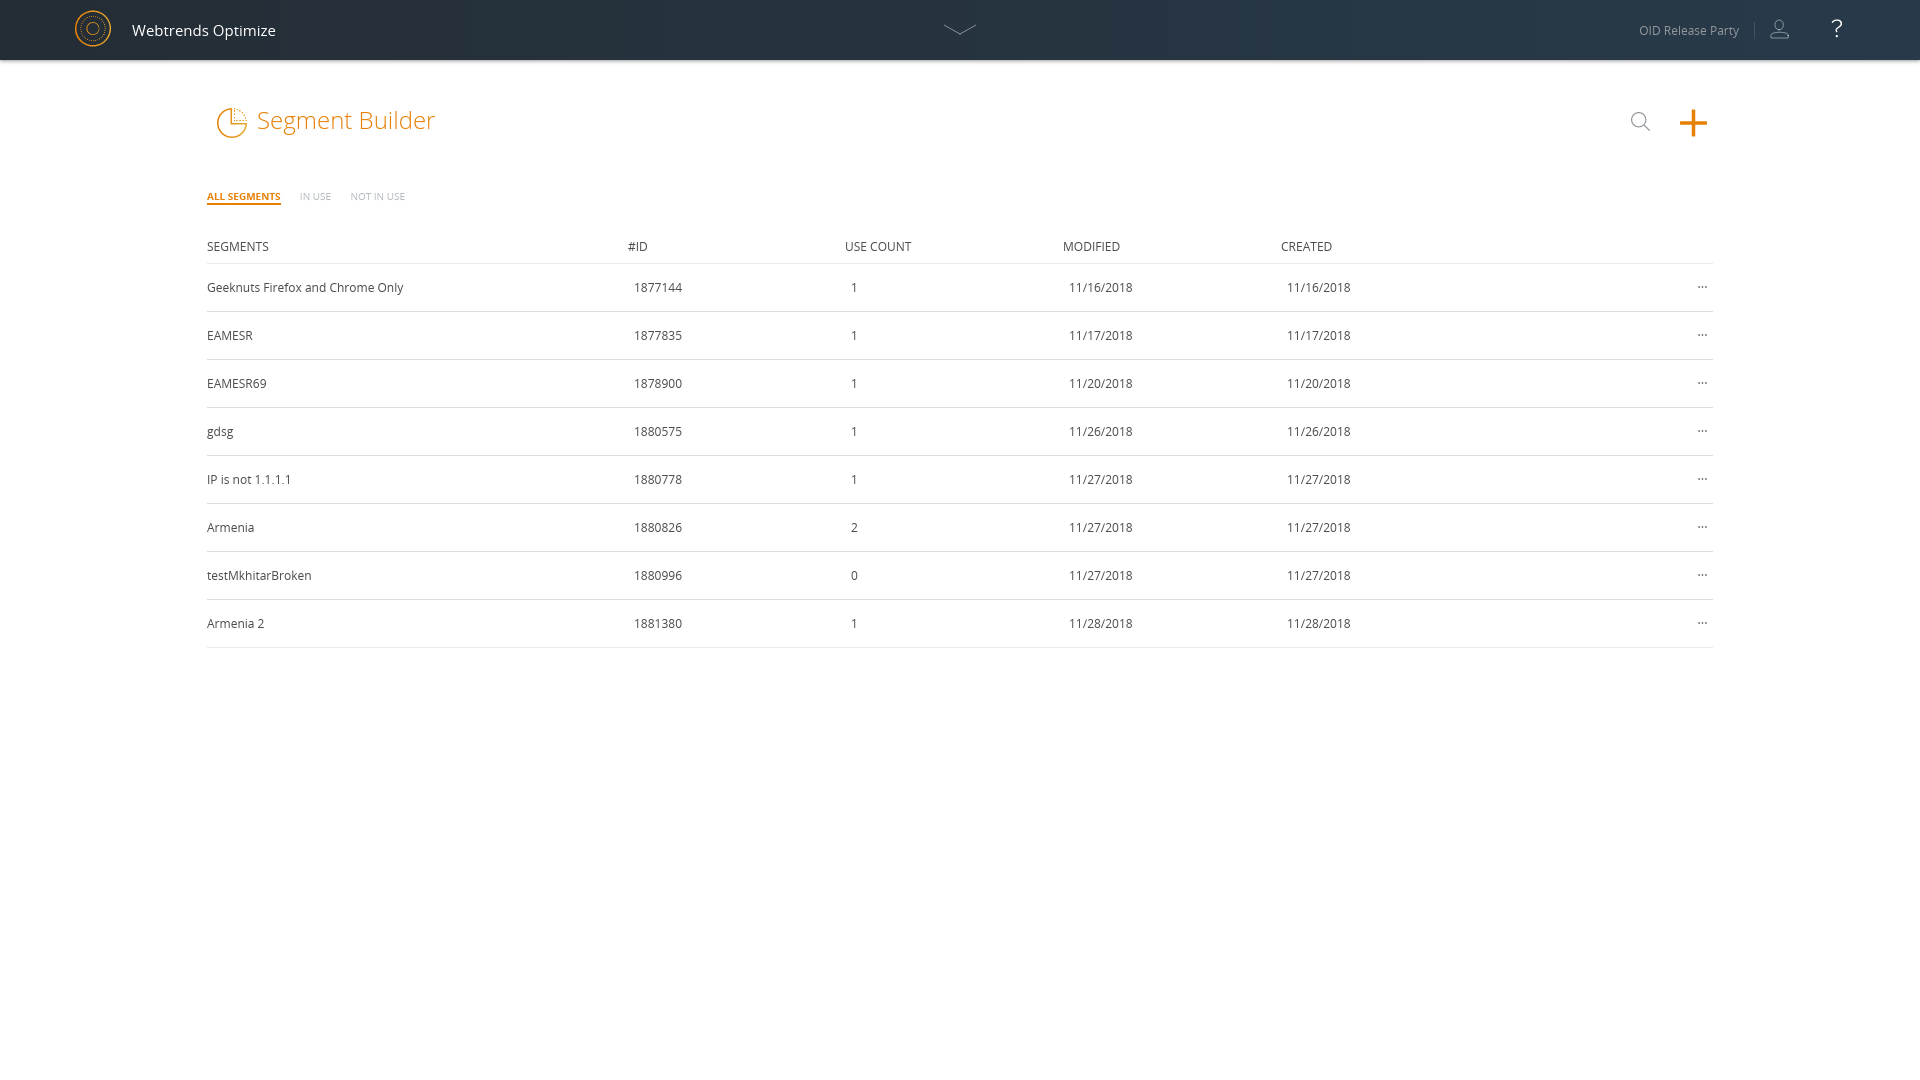 Webtrends Optimize
OID Release Party
?
Segment Builder
ALL SEGMENTS IN USE NOT IN USE
SEGMENTS #ID USE COUNT MODIFIED CREATED
Geeknuts Firefox and Chrome Only 1877144 1 11/16/2018 11/16/2018 ...
EAMESR 1877835 1 11/17/2018 11/17/2018 ...
EAMESR69 1878900 1 11/20/2018 11/20/2018 ...
gdsg 1880575 1 11/26/2018 11/26/2018 ...
IP is not 1.1.1.1 1880778 1 11/27/2018 11/27/2018 ...
Armenia 1880826 2 11/27/2018 11/27/2018 ...
testMkhitarBroken 1880996 0 11/27/2018 11/27/2018 ...
Armenia 2 1881380 1 11/28/2018 11/28/2018 ...